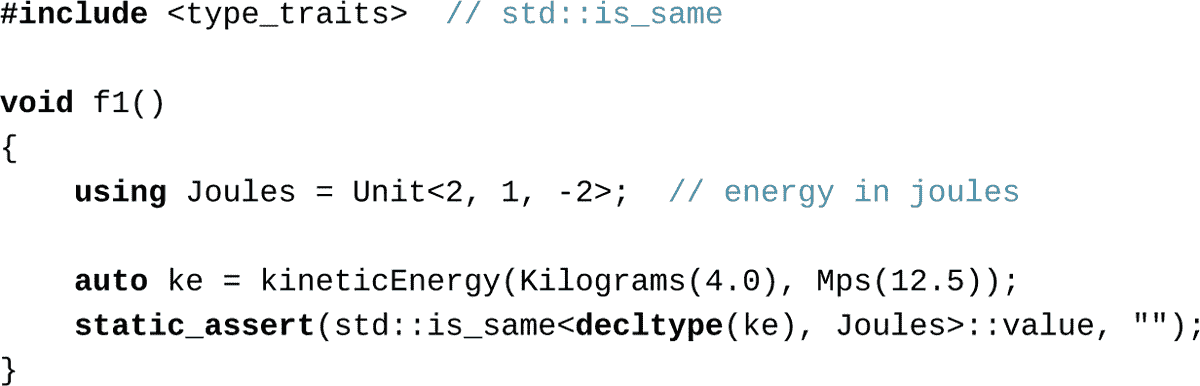 #include <type_traits>  // std::is_same

void f1()
{
    using Joules = Unit<2, 1, -2>;  // energy in joules

    auto ke = kineticEnergy(Kilograms(4.0), Mps(12.5));
    static_assert(std::is_same<decltype(ke), Joules>::value, "");
}